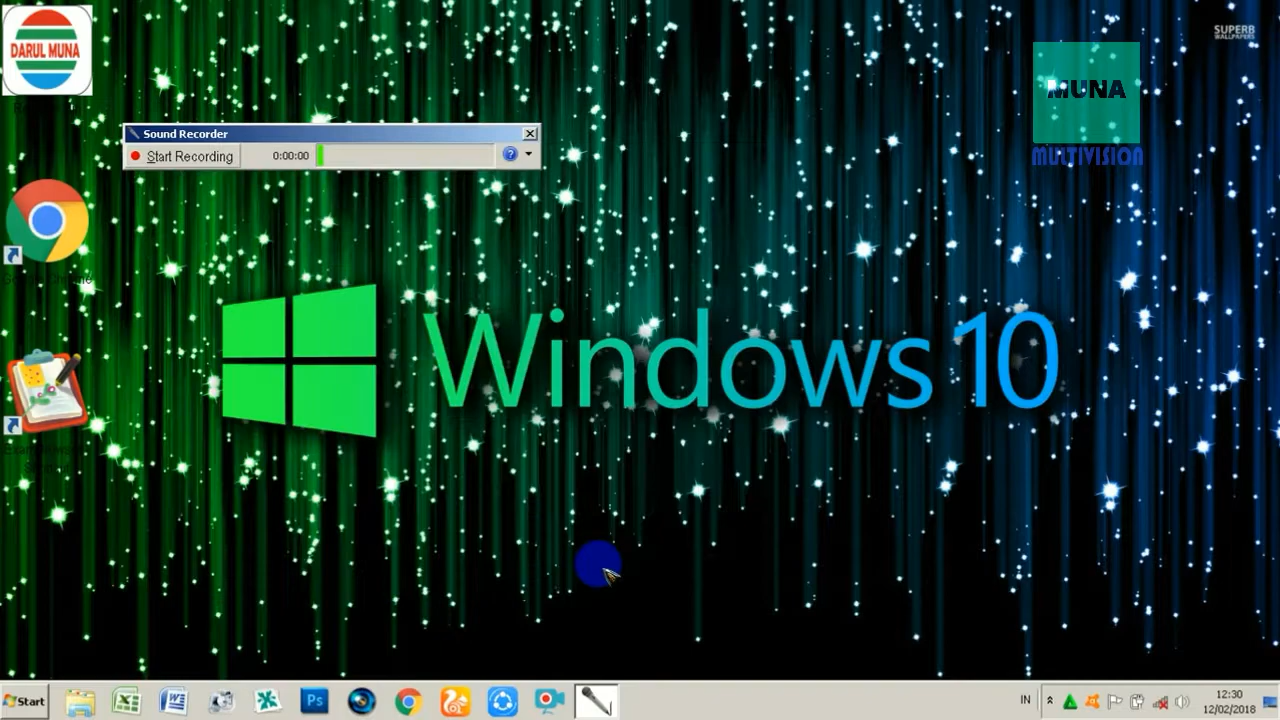 DARUL MUNA
SUPERB
WALLPAPERS
MUNA
MULTIVISION
Sound Recorder
Start Recording
0:00:00
Windows 10
Start
Ps
IN
12:30
12/02/2018